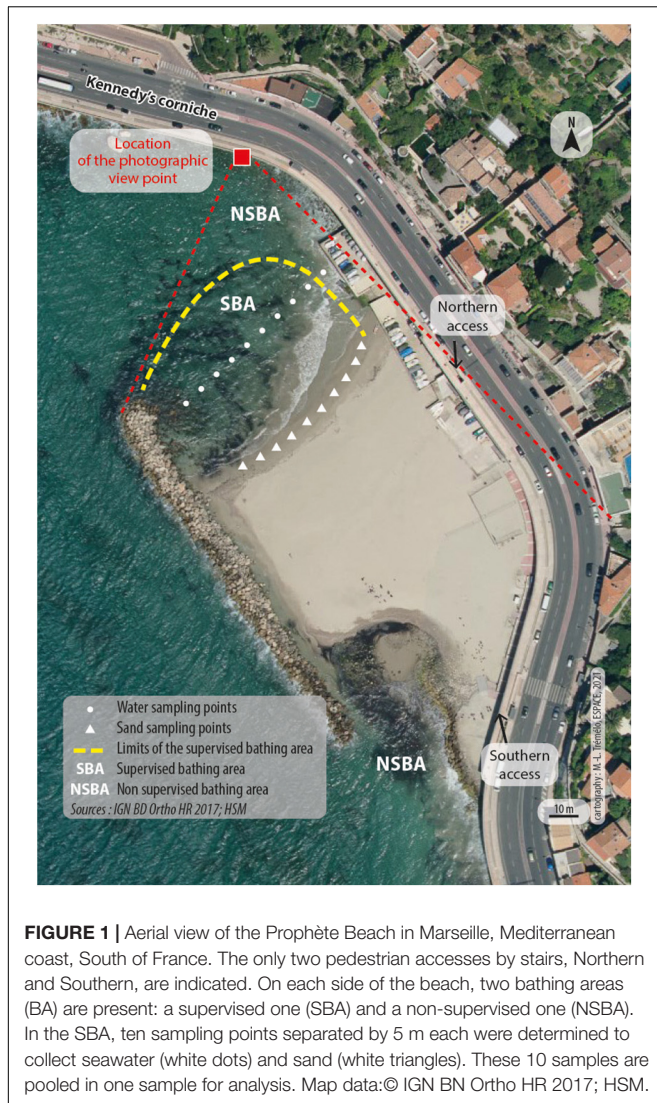 Kennedy's corniche
Location
of the photographic
view point
N
NSBA
SBA
Northern
access
Water sampling points
Sand sampling points
Limits of the supervised bathing area
SBA Supervised bathing area
NSBA Non supervised bathing area
Sources : IGN BD Ortho HR 2017; HSM
NSBA
Southern
access
10 m
cartography : M.-L. Trémélo, ESPACE, 2021
FIGURE 1 | Aerial view of the Prophète Beach in Marseille, Mediterranean
coast, South of France. The only two pedestrian accesses by stairs, Northern
and Southern, are indicated. On each side of the beach, two bathing areas
(BA) are present: a supervised one (SBA) and a non-supervised one (NSBA).
In the SBA, ten sampling points separated by 5 m each were determined to
collect seawater (white dots) and sand (white triangles). These 10 samples are
pooled in one sample for analysis. Map data:© IGN BN Ortho HR 2017; HSM.